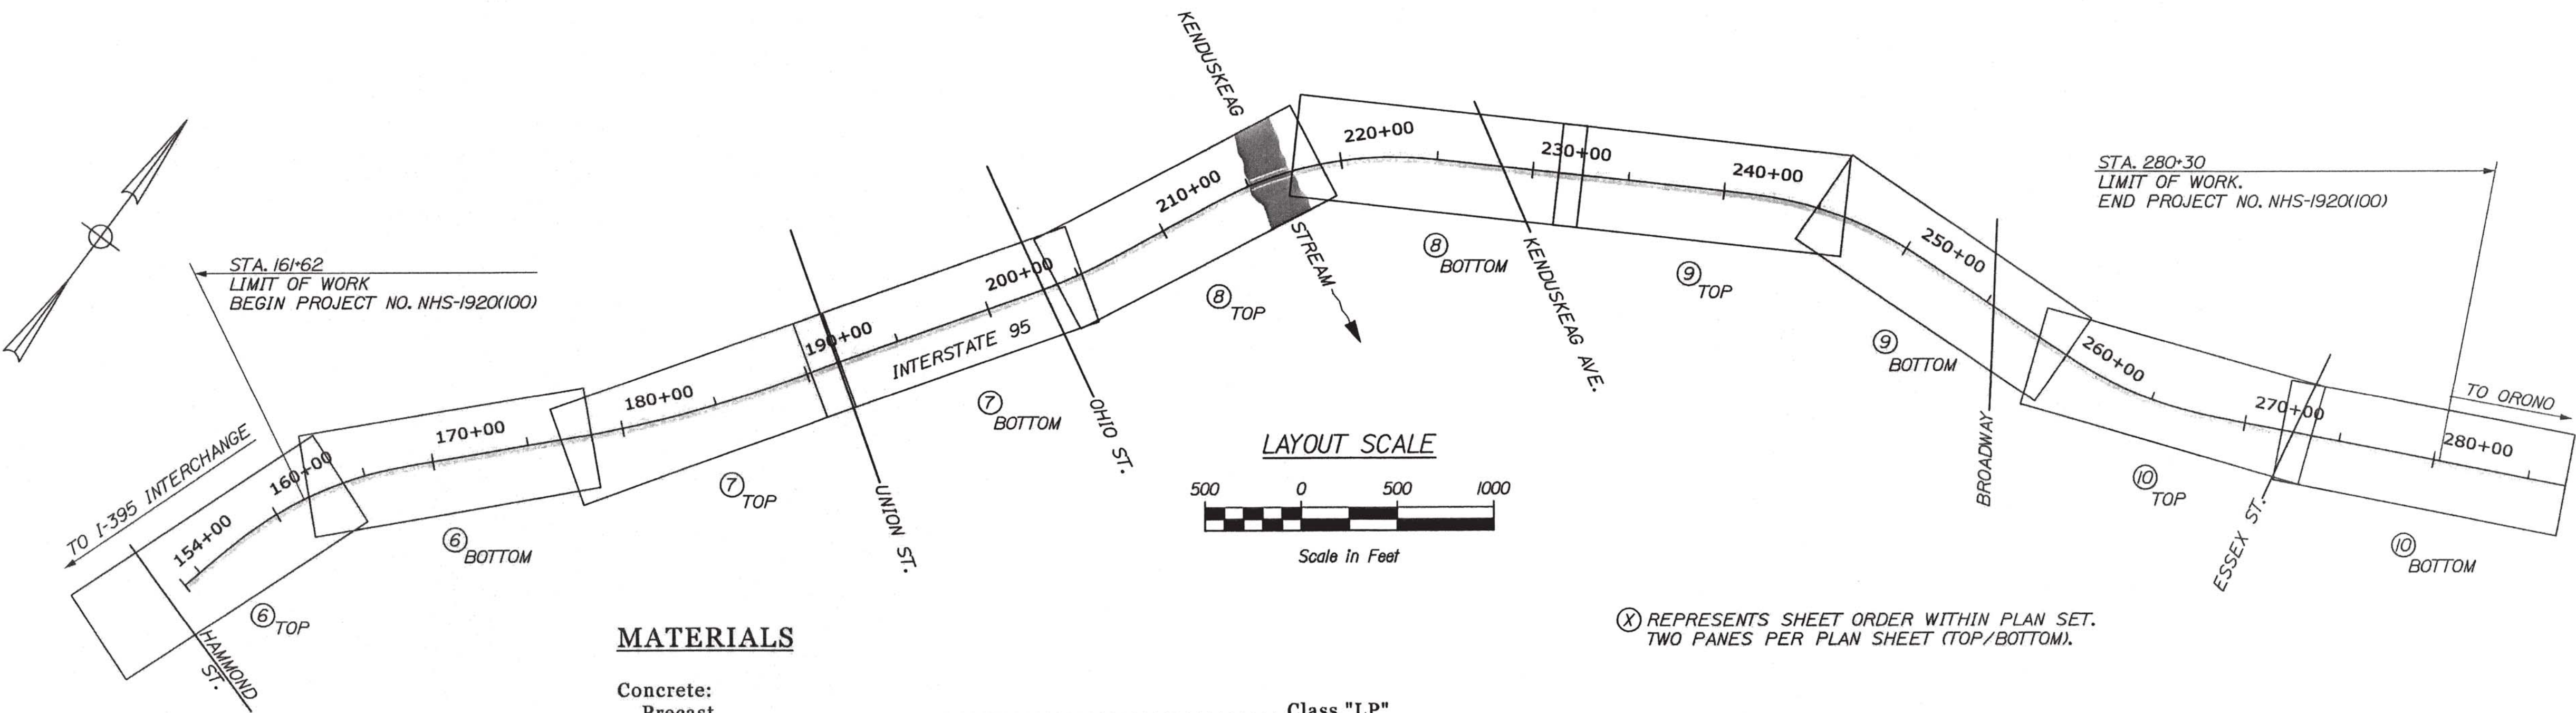 KENDUSKEAG
STREAM
220+00
230+00
240+00
210+00
STA. 280+30
LIMIT OF WORK.
END PROJECT NO. NHS-1920(100)
250+00
STA. 161+62
LIMIT OF WORK
BEGIN PROJECT NO. NHS-1920(100)
200+00
190+00
INTERSTATE 95
8 TOP
8 BOTTOM
KENDUSKEAG AVE.
9 TOP
9 BOTTOM
260+00
180+00
170+00
160+00
154+00
TO I-395 INTERCHANGE
7 BOTTOM
OHIO ST.
270+00
TO ORONO
280+00
LAYOUT SCALE
500 0 500 1000
Scale in Feet
BROADWAY
7 TOP
UNION ST.
6 BOTTOM
10 TOP
ESSEX ST.
10 BOTTOM
6 TOP
HAMMOND
ST.
X REPRESENTS SHEET ORDER WITHIN PLAN SET.
TWO PANES PER PLAN SHEET (TOP/BOTTOM).
MATERIALS
Concrete:
Precast
Class "LP"